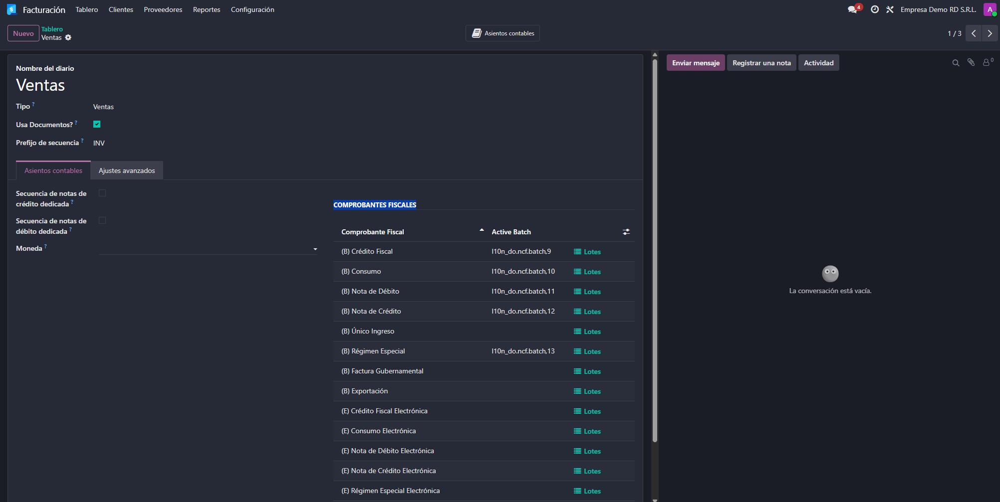 Facturación Tablero Clientes Proveedores Reportes Configuración 4 Empresa Demo RD S.R.L. A
Nuevo Tablero
Ventas
Asientos contables
1 / 3
Nombre del diario
Ventas
Tipo ? Ventas
Usa Documentos? ?
Prefijo de secuencia ? INV
Asientos contables Ajustes avanzados
Secuencia de notas de
crédito dedicada ?
Secuencia de notas de
débito dedicada ?
Moneda ?
COMPROBANTES FISCALES
Comprobante Fiscal Active Batch
(B) Crédito Fiscal l10n_do.ncf.batch,9 Lotes
(B) Consumo l10n_do.ncf.batch,10 Lotes
(B) Nota de Débito l10n_do.ncf.batch,11 Lotes
(B) Nota de Crédito l10n_do.ncf.batch,12 Lotes
(B) Único Ingreso Lotes
(B) Régimen Especial l10n_do.ncf.batch,13 Lotes
(B) Factura Gubernamental Lotes
(B) Exportación Lotes
(E) Crédito Fiscal Electrónica Lotes
(E) Consumo Electrónica Lotes
(E) Nota de Débito Electrónica Lotes
(E) Nota de Crédito Electrónica Lotes
(E) Régimen Especial Electrónica Lotes
Enviar mensaje Registrar una nota Actividad 0
La conversación está vacía.